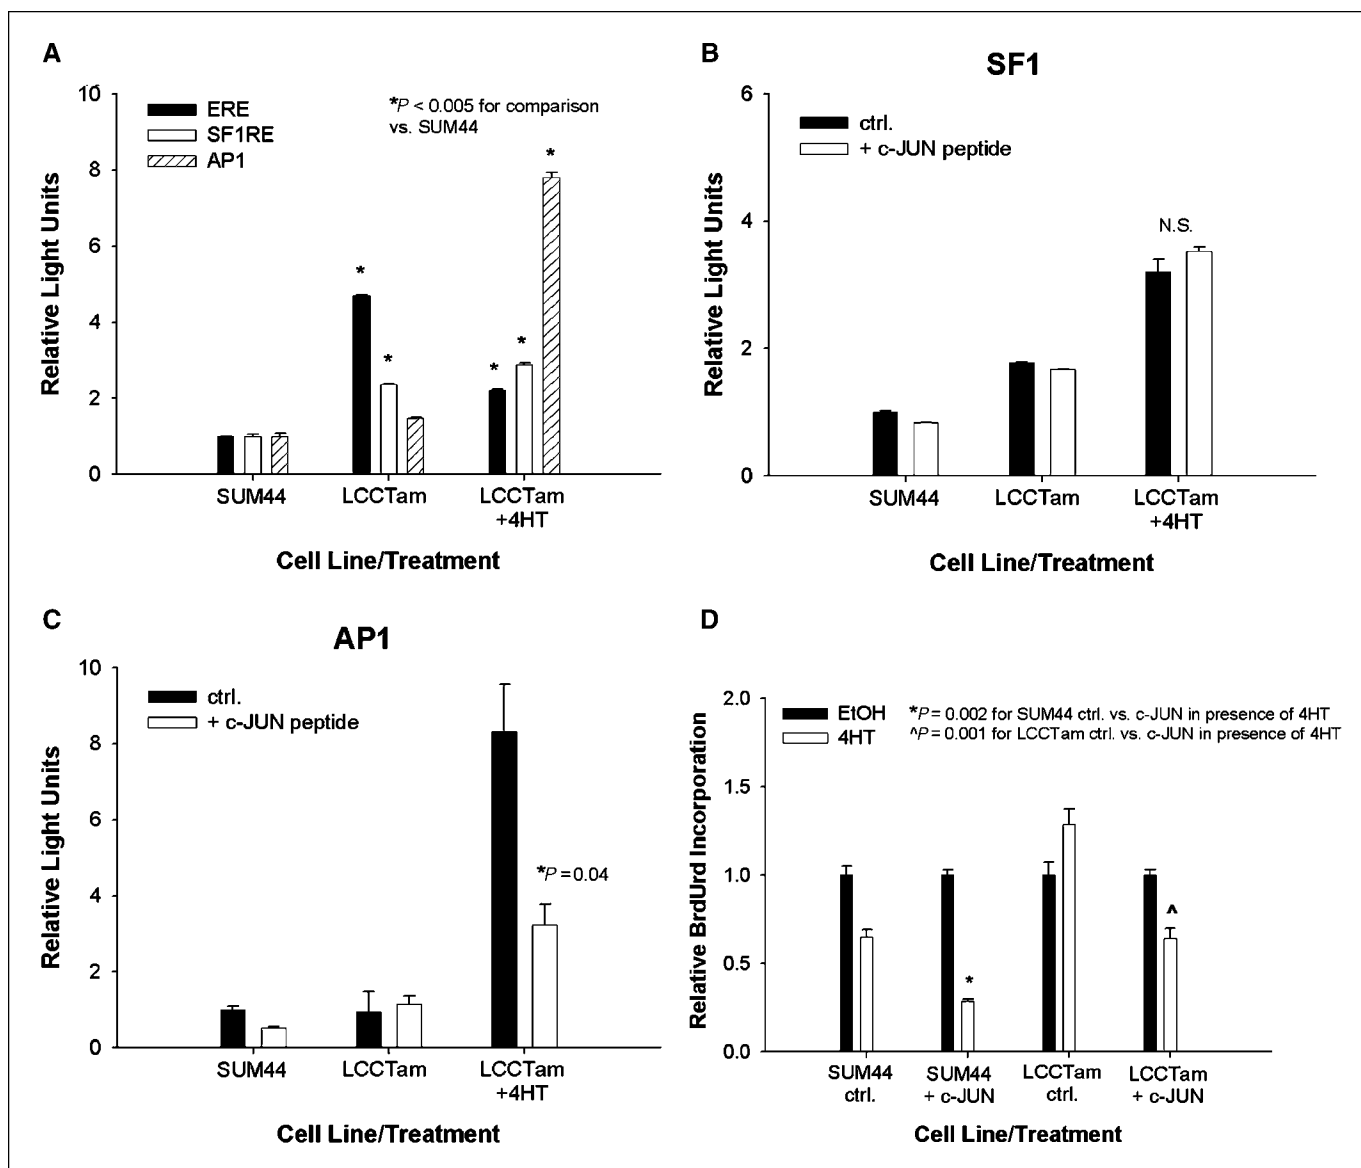 A
10
8
6
4
2
0
Relative Light Units
ERE
SF1RE
AP1
*P < 0.005 for comparison
vs. SUM44
*
*
*
*
*
SUM44
LCCTam
LCCTam
+4HT
Cell Line/Treatment
B
SF1
6
4
2
0
Relative Light Units
ctrl.
+ c-JUN peptide
N.S.
SUM44
LCCTam
LCCTam
+4HT
Cell Line/Treatment
C
AP1
10
8
6
4
2
0
Relative Light Units
ctrl.
+ c-JUN peptide
*P = 0.04
SUM44
LCCTam
LCCTam
+4HT
Cell Line/Treatment
D
2.0
1.5
1.0
0.5
0.0
Relative BrdUrd Incorporation
EtOH
4HT
*P = 0.002 for SUM44 ctrl. vs. c-JUN in presence of 4HT
^P = 0.001 for LCCTam ctrl. vs. c-JUN in presence of 4HT
*
^
SUM44
ctrl.
SUM44
+ c-JUN
LCCTam
ctrl.
LCCTam
+ c-JUN
Cell Line/Treatment